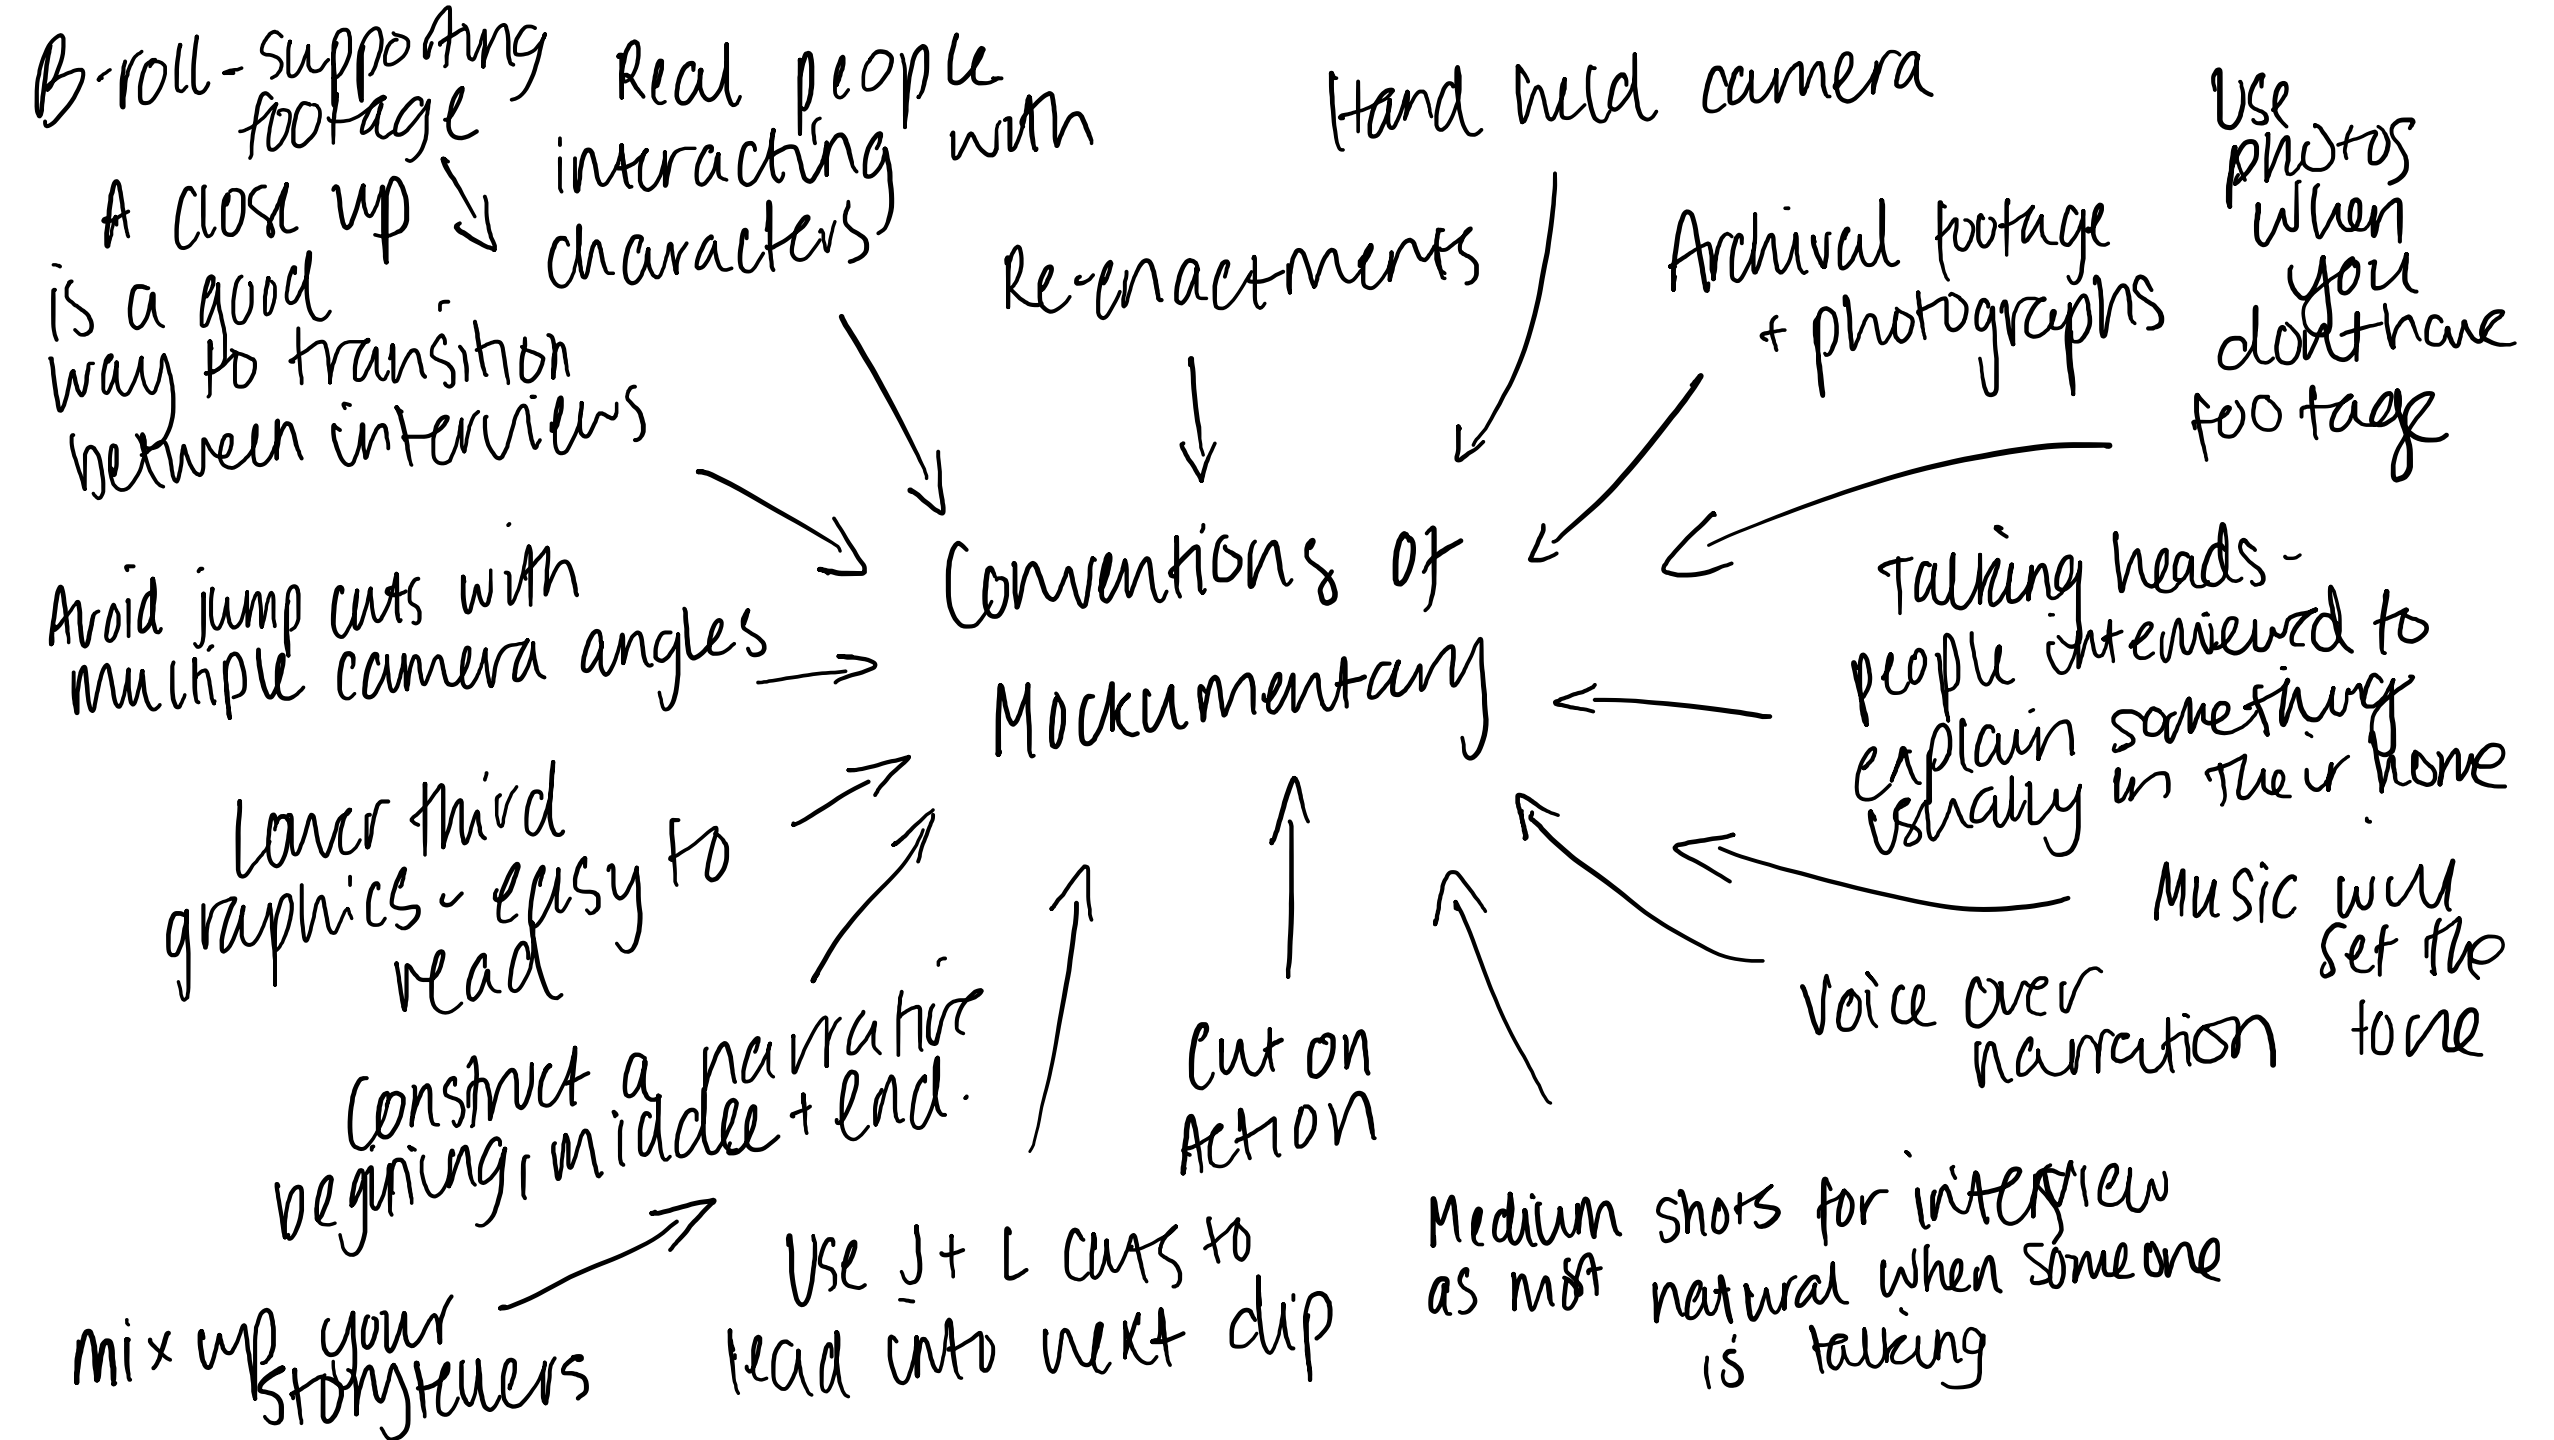 B-roll - supporting
footage
A close up
is a good
way to transition
between interviews
Real people
interacting with
characters
Re-enactments
Hand held camera
Archival footage
+ photographs
Use
photos
when
you
dont have
footage
Conventions of
Mockumentary
Avoid jump cuts with
multiple camera angles
Talking heads -
people interviewed to
explain something
usually in their home
Lower third
graphics - easy to
read
Music will
set the
tone
Voice over
narration
Construct a narrative
begining, middle + end.
Cut on
Action
Use J + L cuts to
lead into next clip
Medium shots for interview
as most natural when someone
is talking
mix up your
storytellers